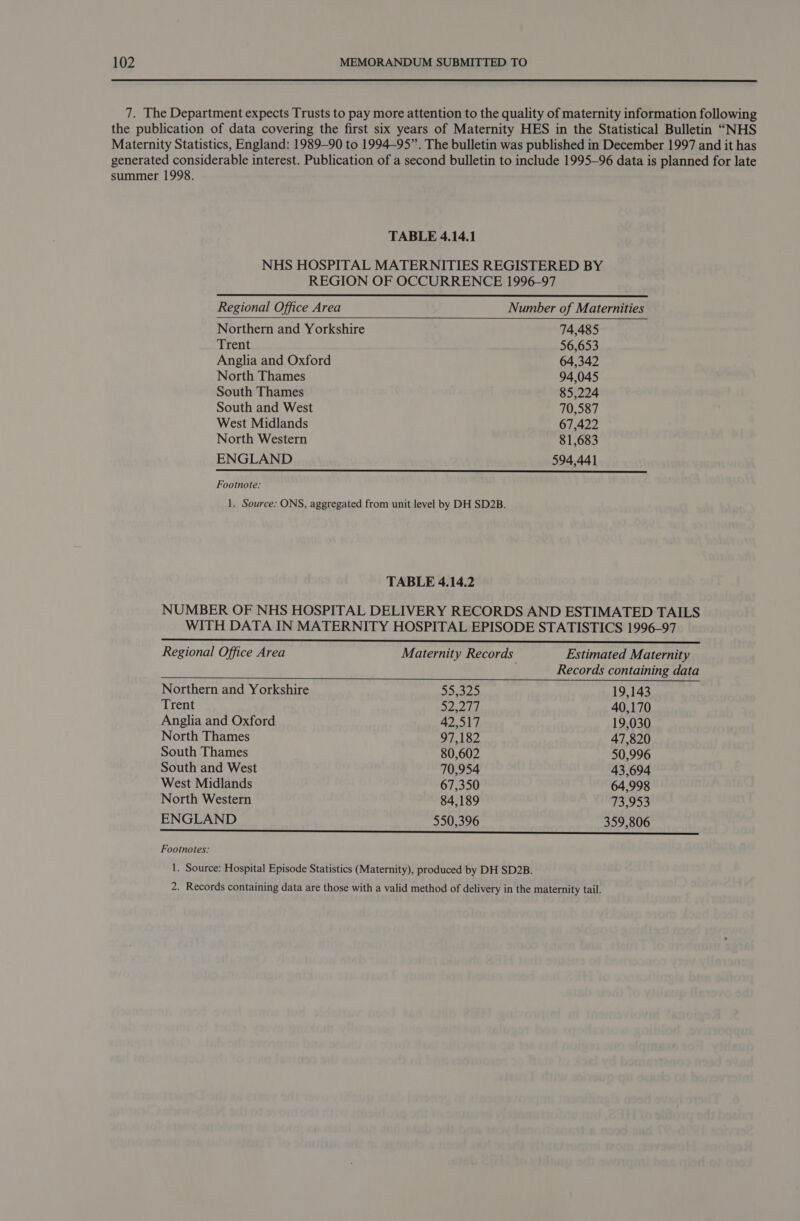 102 MEMORANDUM SUBMITTED TO
7. The Department expects Trusts to pay more attention to the quality of maternity information following
the publication of data covering the first six years of Maternity HES in the Statistical Bulletin “NHS
Maternity Statistics, England: 1989–90 to 1994–95”. The bulletin was published in December 1997 and it has
generated considerable interest. Publication of a second bulletin to include 1995–96 data is planned for late
summer 1998.
TABLE 4.14.1
NHS HOSPITAL MATERNITIES REGISTERED BY
REGION OF OCCURRENCE 1996–97
Regional Office Area Number of Maternities
Northern and Yorkshire 74,485
Trent 56,653
Anglia and Oxford 64,342
North Thames 94,045
South Thames 85,224
South and West 70,587
West Midlands 67,422
North Western 81,683
ENGLAND 594,441
Footnote:
1. Source: ONS, aggregated from unit level by DH SD2B.
TABLE 4.14.2
NUMBER OF NHS HOSPITAL DELIVERY RECORDS AND ESTIMATED TAILS
WITH DATA IN MATERNITY HOSPITAL EPISODE STATISTICS 1996–97
Regional Office Area Maternity Records Estimated Maternity
Records containing data
Northern and Yorkshire 55,325 19,143
Trent 52,277 40,170
Anglia and Oxford 42,517 19,030
North Thames 97,182 47,820
South Thames 80,602 50,996
South and West 70,954 43,694
West Midlands 67,350 64,998
North Western 84,189 73,953
ENGLAND 550,396 359,806
Footnotes:
1. Source: Hospital Episode Statistics (Maternity), produced by DH SD2B.
2. Records containing data are those with a valid method of delivery in the maternity tail.